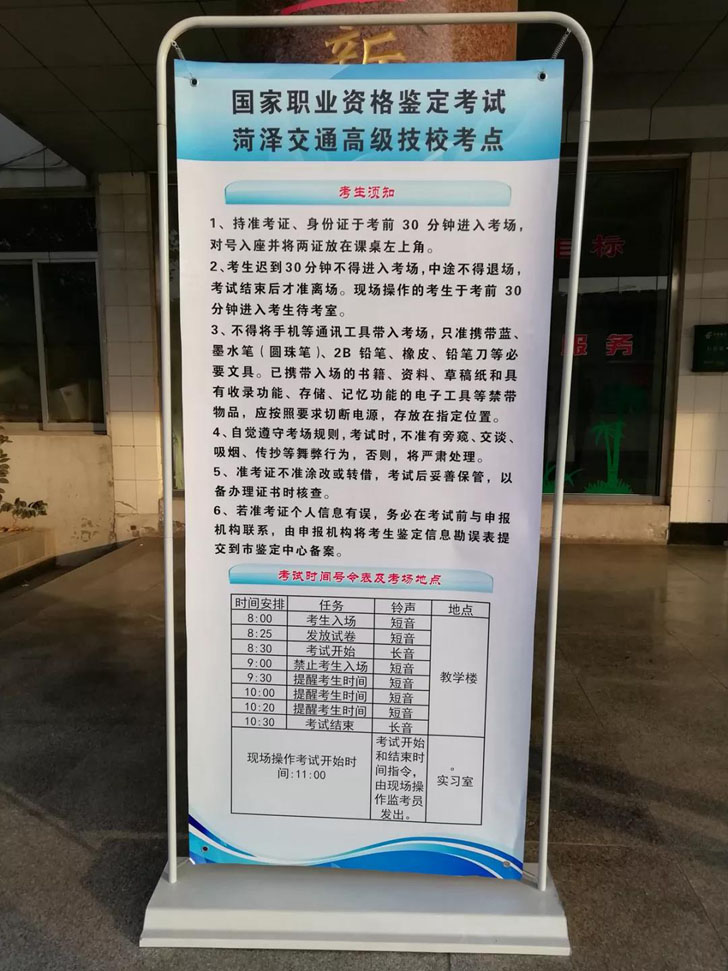 新
国家职业资格鉴定考试
菏泽交通高级技校考点
考生须知
1、持准考证、身份证于考前 30 分钟进入考场，
对号入座并将两证放在课桌左上角。
2、考生迟到30分钟不得进入考场，中途不得退场，
考试结束后才准离场。现场操作的考生于考前 30
分钟进入考生待考室。
3、不得将手机等通讯工具带入考场，只准携带蓝、
墨水笔（圆珠笔）、2B 铅笔、橡皮、铅笔刀等必
要文具。已携带入场的书籍、资料、草稿纸和具
有收录功能、存储、记忆功能的电子工具等禁带
物品，应按照要求切断电源，存放在指定位置。
4、自觉遵守考场规则，考试时，不准有旁窥、交谈、
吸烟、传抄等舞弊行为，否则，将严肃处理。
5、准考证不准涂改或转借，考试后妥善保管，以
备办理证书时核查。
6、若准考证个人信息有误，务必在考试前与申报
机构联系，由申报机构将考生鉴定信息勘误表提
交到市鉴定中心备案。
考试时间号令表及考场地点
时间安排 任务 铃声 地点
8:00 考生入场 短音
8:25 发放试卷 短音
8:30 考试开始 长音
9:00 禁止考生入场 短音
9:30 提醒考生时间 短音
10:00 提醒考生时间 短音
10:20 提醒考生时间 短音
10:30 考试结束 长音
教学楼
现场操作考试开始时
间:11:00
考试开始
和结束时
间指令，
由现场操
作监考员
发出。
。
实习室
目标
服务